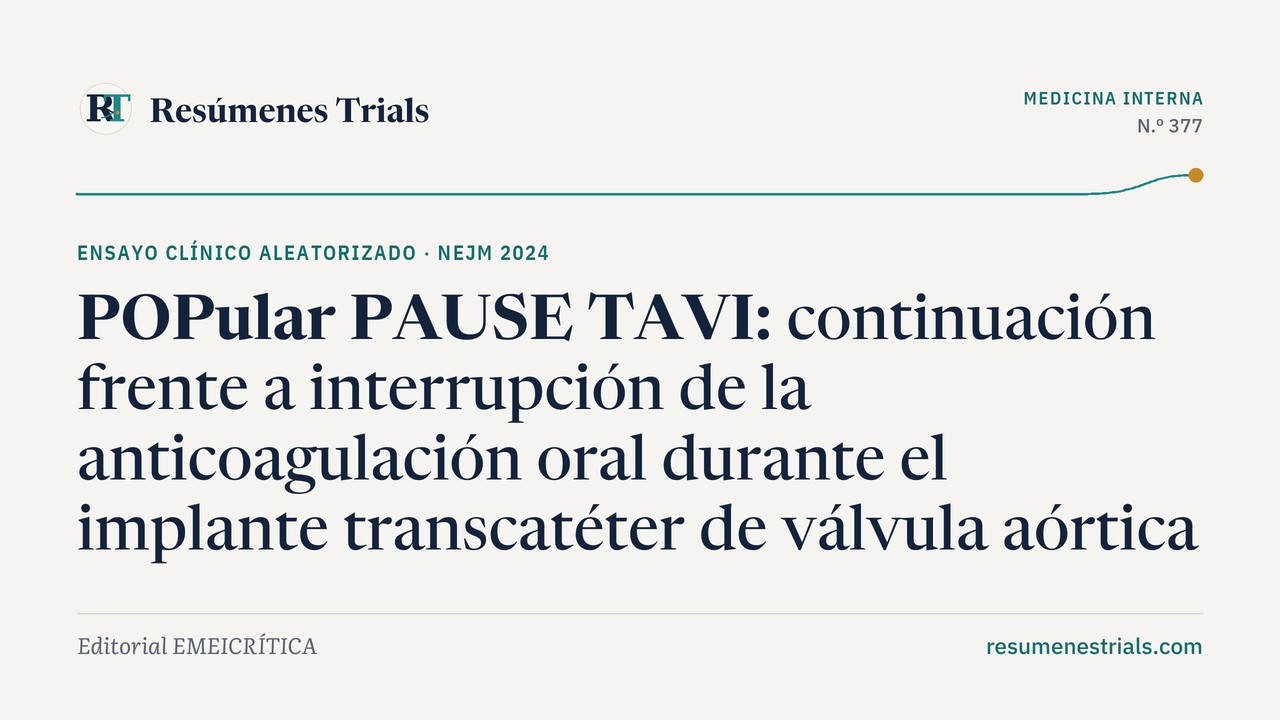 RT Resúmenes Trials
MEDICINA INTERNA
N.º 377
ENSAYO CLÍNICO ALEATORIZADO · NEJM 2024
POPular PAUSE TAVI: continuación
frente a interrupción de la
anticoagulación oral durante el
implante transcatéter de válvula aórtica
Editorial EMEICRÍTICA
resumenestrials.com